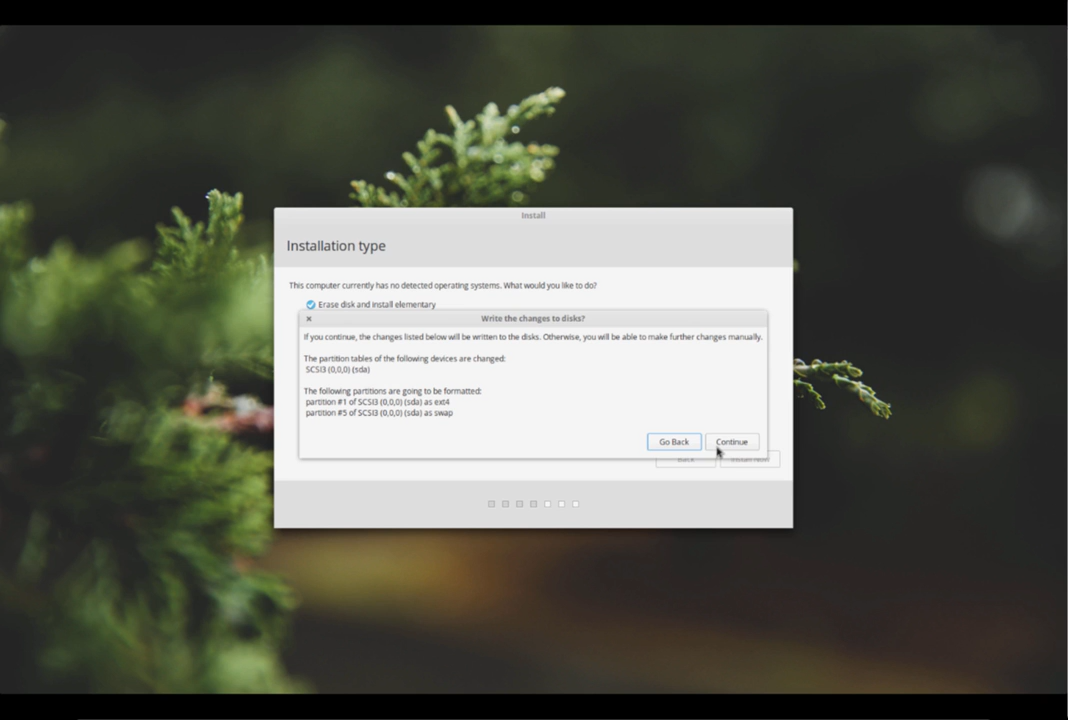 Install
Installation type
This computer currently has no detected operating systems. What would you like to do?
Erase disk and install elementary
Write the changes to disks?
If you continue, the changes listed below will be written to the disks. Otherwise, you will be able to make further changes manually.
The partition tables of the following devices are changed:
SCSI3 (0,0,0) (sda)
The following partitions are going to be formatted:
partition #1 of SCSI3 (0,0,0) (sda) as ext4
partition #5 of SCSI3 (0,0,0) (sda) as swap
Go Back Continue